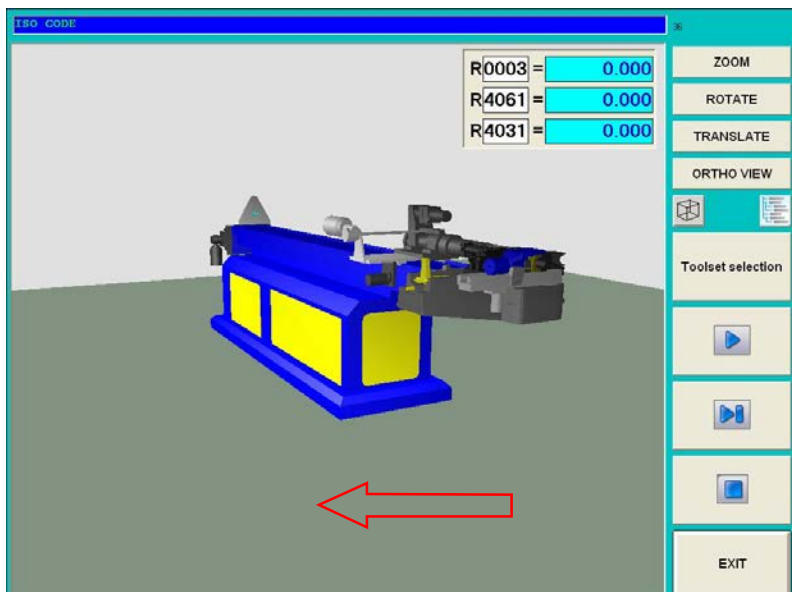 ISO CODE
36
R0003 = 0.000
R4061 = 0.000
R4031 = 0.000
ZOOM
ROTATE
TRANSLATE
ORTHO VIEW
Toolset selection
EXIT